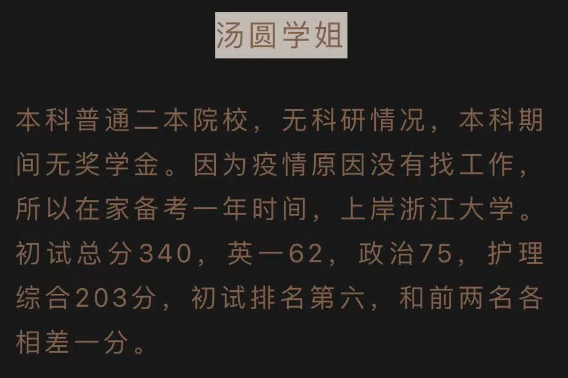 汤圆学姐
本科普通二本院校，无科研情况，本科期
间无奖学金。因为疫情原因没有找工作，
所以在家备考一年时间，上岸浙江大学。
初试总分340，英一62，政治75，护理
综合203分，初试排名第六，和前两名各
相差一分。